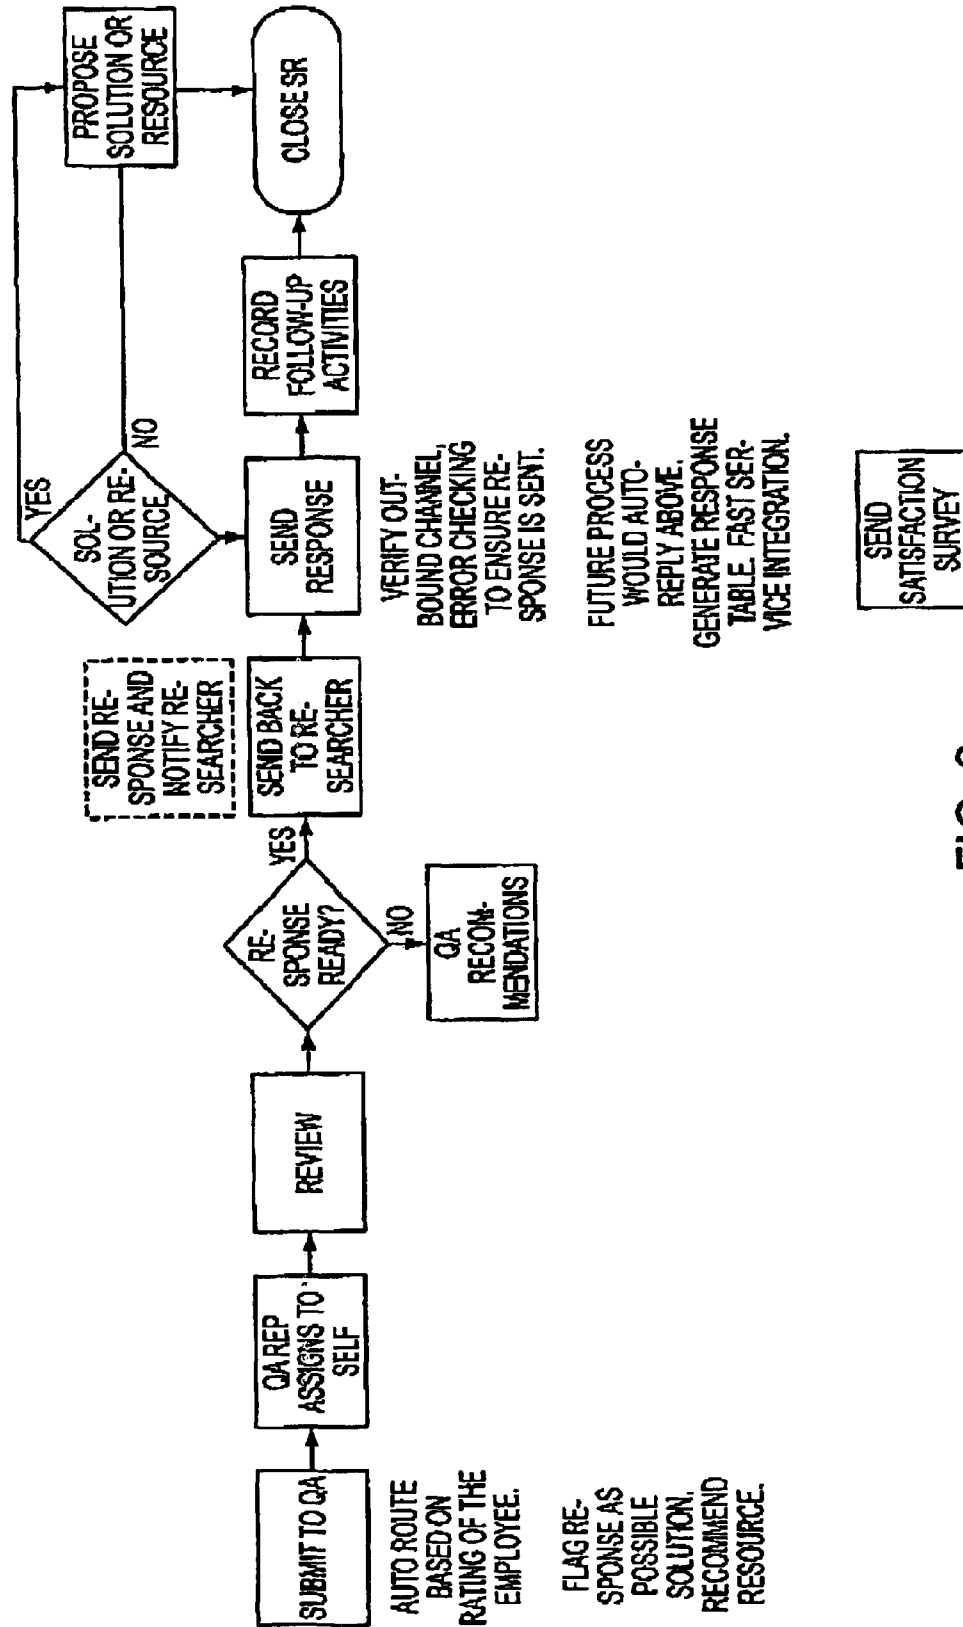 SUBMIT TO QA
AUTO ROUTE
BASED ON
RATING OF THE
EMPLOYEE.
FLAG RE-
SPONSE AS
POSSIBLE
SOLUTION.
RECOMMEND
RESOURCE.
QA REP
ASSIGNS TO
SELF
REVIEW
RE-
SPONSE
READY?
YES
NO
QA
RECOM-
MENDATIONS
SEND RE-
SPONSE AND
NOTIFY RE-
SEARCHER
SEND BACK
TO RE-
SEARCHER
SOL-
UTION OR RE-
SOURCE
YES
NO
SEND
RESPONSE
VERIFY OUT-
BOUND CHANNEL,
ERROR CHECKING
TO ENSURE RE-
SPONSE IS SENT.
FUTURE PROCESS
WOULD AUTO-
REPLY ABOVE.
GENERATE RESPONSE
TABLE. FAST SER-
VICE INTEGRATION.
SEND
SATISFACTION
SURVEY
RECORD
FOLLOW-UP
ACTIVITIES
PROPOSE
SOLUTION OR
RESOURCE
CLOSE SR